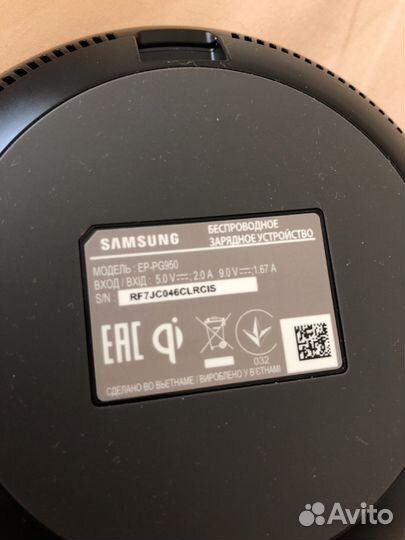 SAMSUNG
БЕСПРОВОДНОЕ
ЗАРЯДНОЕ УСТРОЙСТВО
МОДЕЛЬ : EP-PG950
ВХОД / ВХІД : 5.0 V⎓ 2.0 A 9.0 V⎓ 1.67 A
S/N : RF7JC046CLRCIS
EAC qi
032
СДЕЛАНО ВО ВЬЕТНАМЕ / ВИРОБЛЕНО У В'ЄТНАМІ
Avito